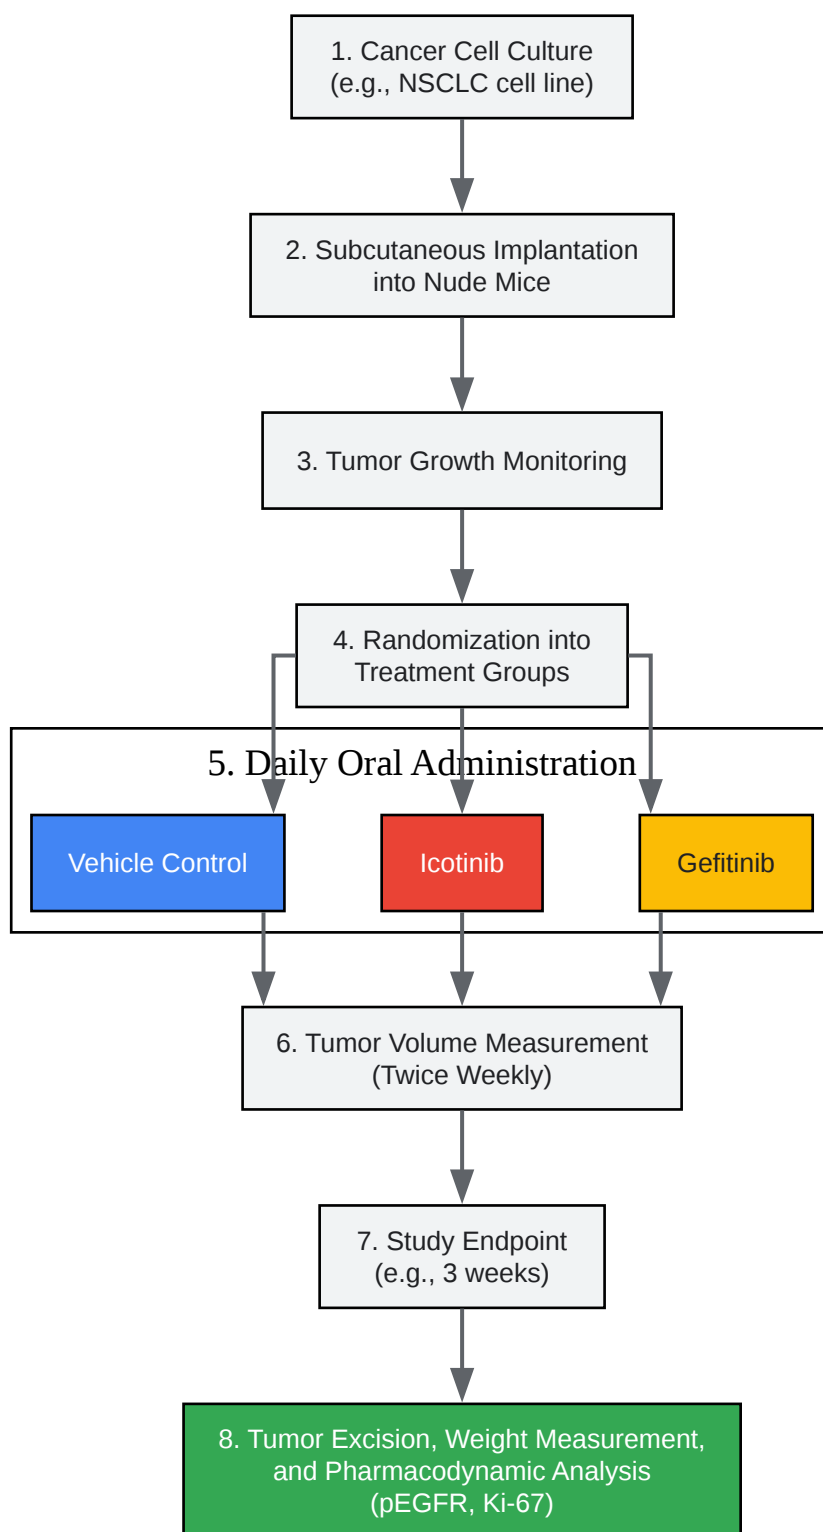 1. Cancer Cell Culture
(e.g., NSCLC cell line)
2. Subcutaneous Implantation
into Nude Mice
3. Tumor Growth Monitoring
4. Randomization into
Treatment Groups
5. Daily Oral Administration
Vehicle Control
Icotinib
Gefitinib
6. Tumor Volume Measurement
(Twice Weekly)
7. Study Endpoint
(e.g., 3 weeks)
8. Tumor Excision, Weight Measurement,
and Pharmacodynamic Analysis
(pEGFR, Ki-67)